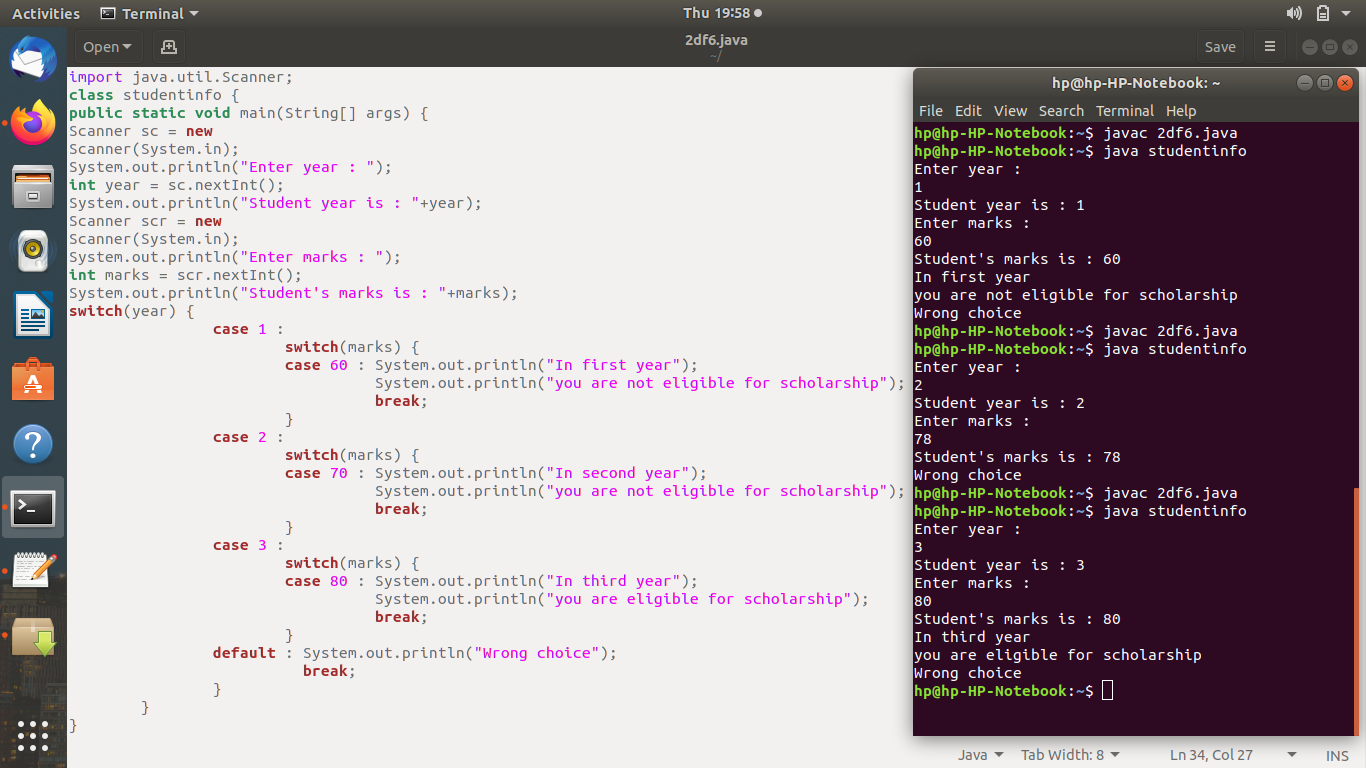 Activities Terminal Thu 19:58
Open 2df6.java Save
~/
import java.util.Scanner;
class studentinfo {
public static void main(String[] args) {
Scanner sc = new
Scanner(System.in);
System.out.println("Enter year : ");
int year = sc.nextInt();
System.out.println("Student year is : "+year);
Scanner scr = new
Scanner(System.in);
System.out.println("Enter marks : ");
int marks = scr.nextInt();
System.out.println("Student's marks is : "+marks);
switch(year) {
case 1 :
switch(marks) {
case 60 : System.out.println("In first year");
System.out.println("you are not eligible for scholarship");
break;
}
case 2 :
switch(marks) {
case 70 : System.out.println("In second year");
System.out.println("you are not eligible for scholarship");
break;
}
case 3 :
switch(marks) {
case 80 : System.out.println("In third year");
System.out.println("you are eligible for scholarship");
break;
}
default : System.out.println("Wrong choice");
break;
}
}
}
hp@hp-HP-Notebook: ~
File Edit View Search Terminal Help
hp@hp-HP-Notebook:~$ javac 2df6.java
hp@hp-HP-Notebook:~$ java studentinfo
Enter year :
1
Student year is : 1
Enter marks :
60
Student's marks is : 60
In first year
you are not eligible for scholarship
Wrong choice
hp@hp-HP-Notebook:~$ javac 2df6.java
hp@hp-HP-Notebook:~$ java studentinfo
Enter year :
2
Student year is : 2
Enter marks :
78
Student's marks is : 78
Wrong choice
hp@hp-HP-Notebook:~$ javac 2df6.java
hp@hp-HP-Notebook:~$ java studentinfo
Enter year :
3
Student year is : 3
Enter marks :
80
Student's marks is : 80
In third year
you are eligible for scholarship
Wrong choice
hp@hp-HP-Notebook:~$
Java Tab Width: 8 Ln 34, Col 27 INS